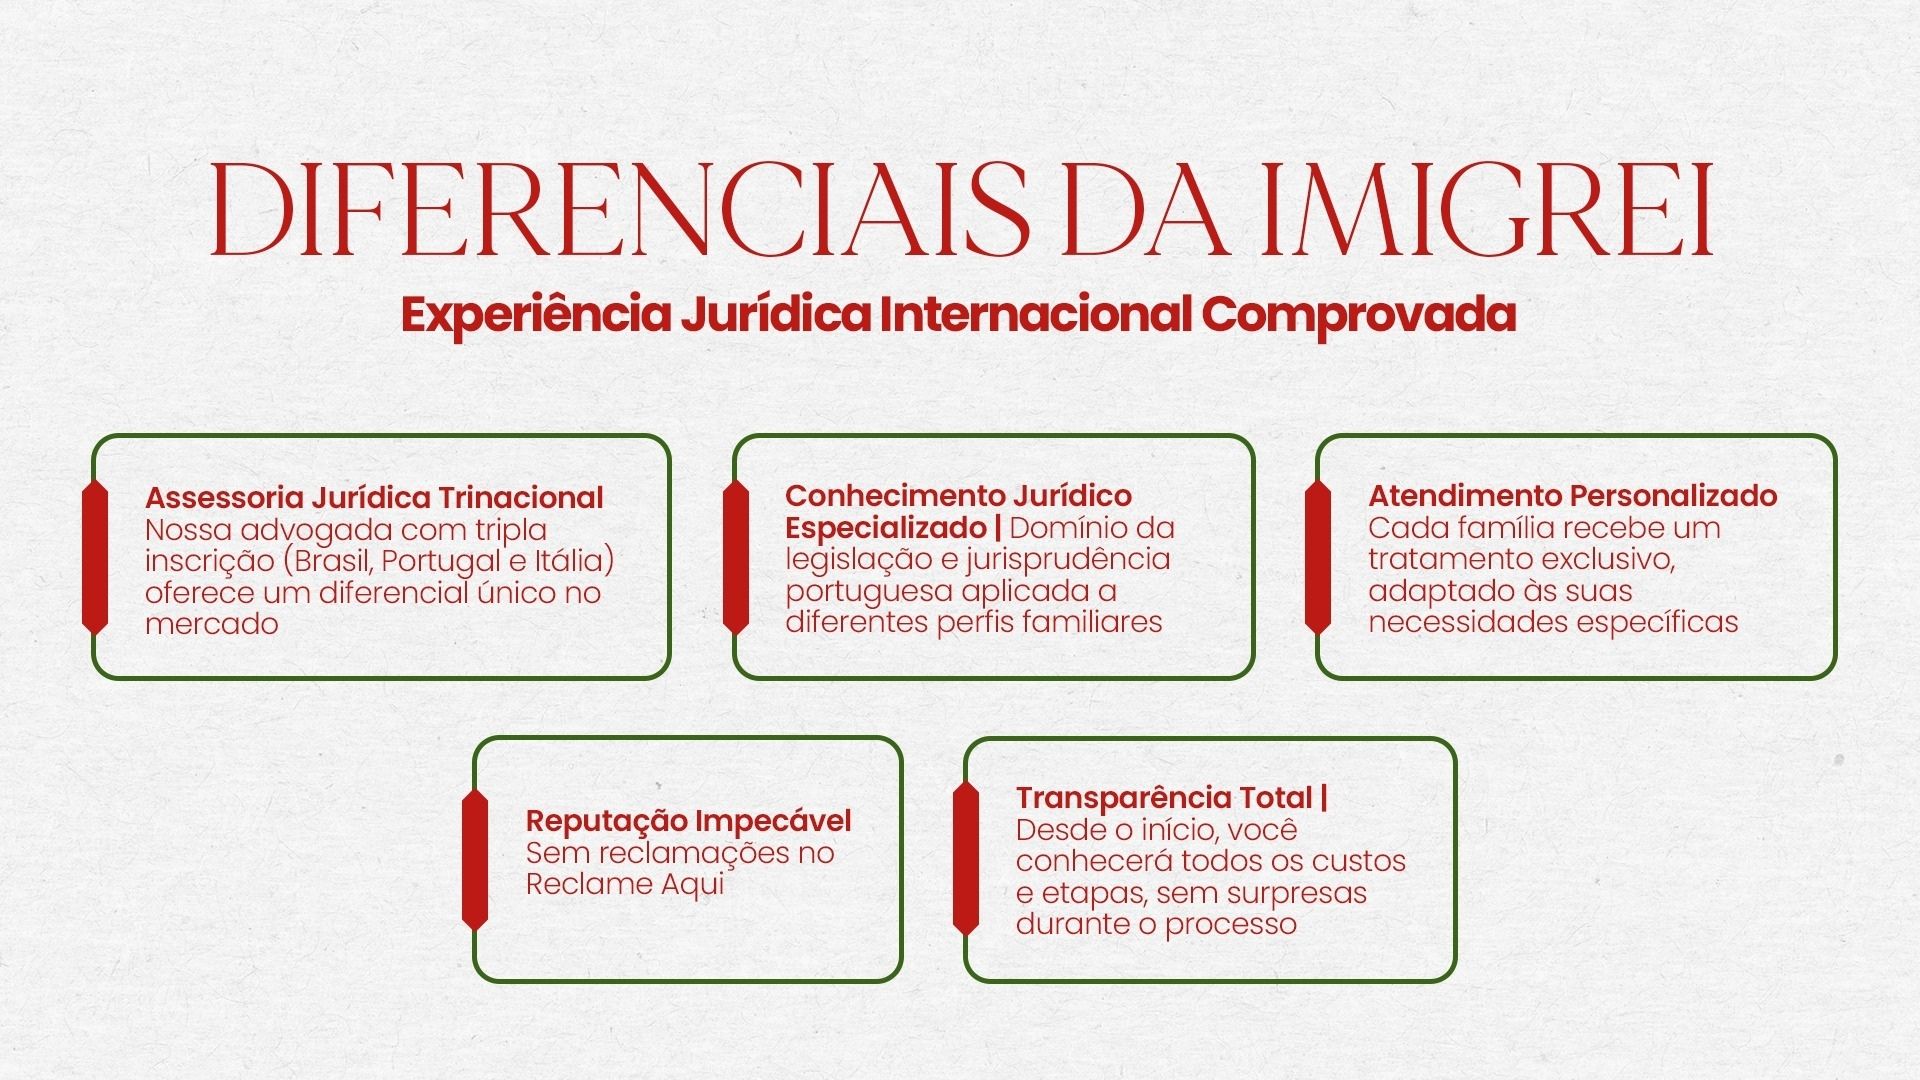 DIFERENCIAIS DA IMIGREI
Experiência Jurídica Internacional Comprovada
Assessoria Jurídica Trinacional
Nossa advogada com tripla
inscrição (Brasil, Portugal e Itália)
oferece um diferencial único no
mercado
Conhecimento Jurídico
Especializado | Domínio da
legislação e jurisprudência
portuguesa aplicada a
diferentes perfis familiares
Atendimento Personalizado
Cada família recebe um
tratamento exclusivo,
adaptado às suas
necessidades específicas
Reputação Impecável
Sem reclamações no
Reclame Aqui
Transparência Total |
Desde o início, você
conhecerá todos os custos
e etapas, sem surpresas
durante o processo